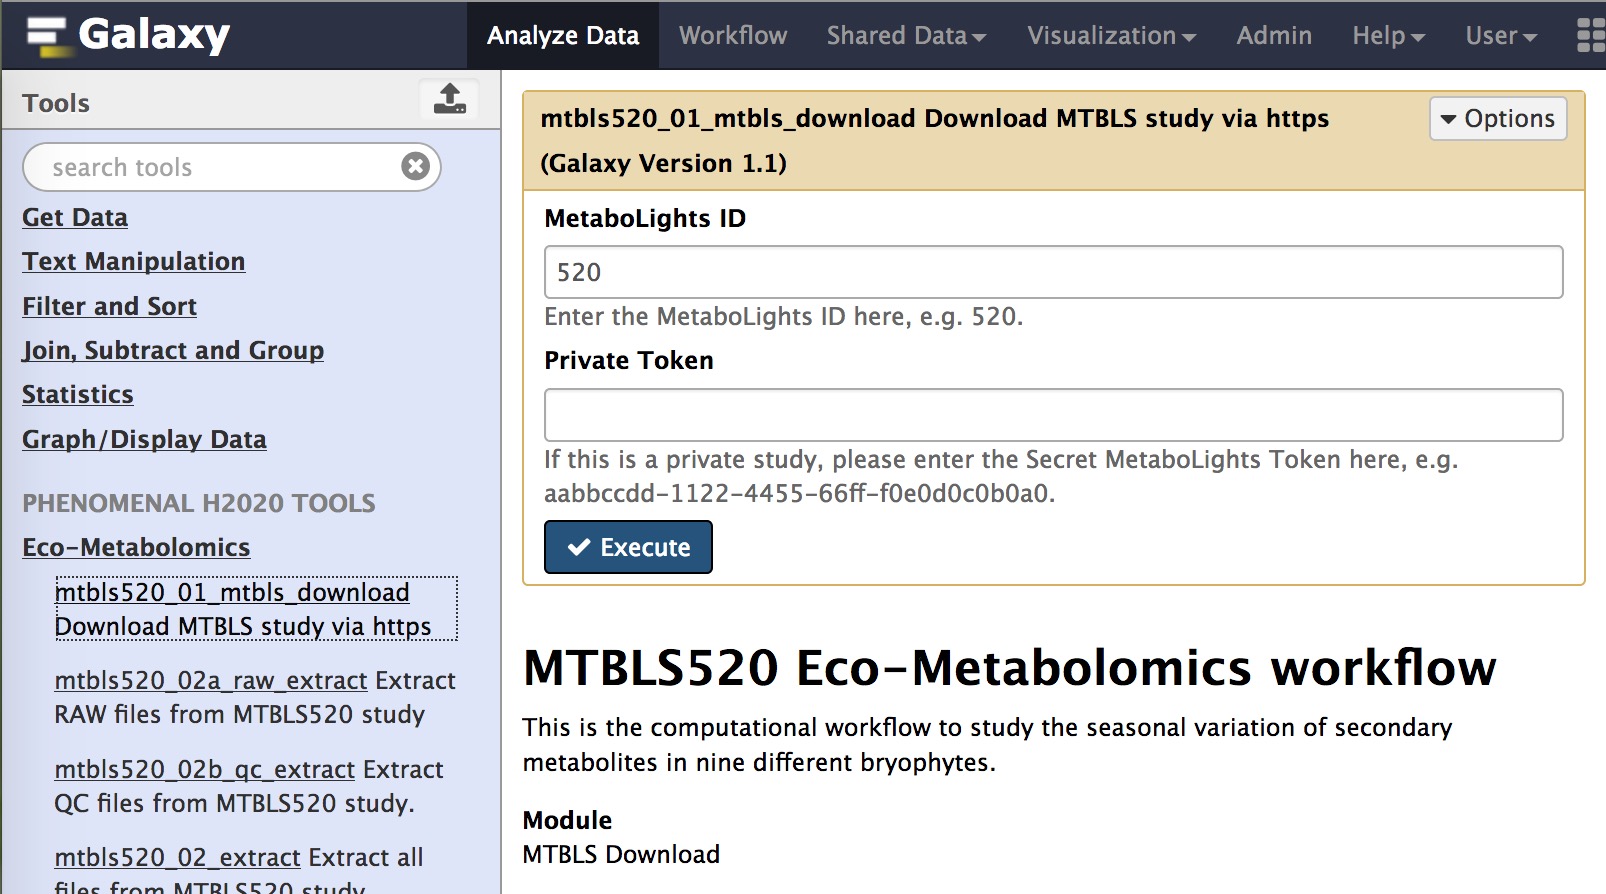 Galaxy
Analyze Data Workflow Shared Data Visualization Admin Help User
Tools
search tools
Get Data
Text Manipulation
Filter and Sort
Join, Subtract and Group
Statistics
Graph/Display Data
PHENOMENAL H2020 TOOLS
Eco-Metabolomics
mtbls520_01_mtbls_download
Download MTBLS study via https
mtbls520_02a_raw_extract Extract
RAW files from MTBLS520 study
mtbls520_02b_qc_extract Extract
QC files from MTBLS520 study.
mtbls520_02_extract Extract all
files from MTBLS520 study
mtbls520_01_mtbls_download Download MTBLS study via https
(Galaxy Version 1.1)
Options
MetaboLights ID
520
Enter the MetaboLights ID here, e.g. 520.
Private Token
If this is a private study, please enter the Secret MetaboLights Token here, e.g.
aabbccdd-1122-4455-66ff-f0e0d0c0b0a0.
Execute
MTBLS520 Eco-Metabolomics workflow
This is the computational workflow to study the seasonal variation of secondary
metabolites in nine different bryophytes.
Module
MTBLS Download